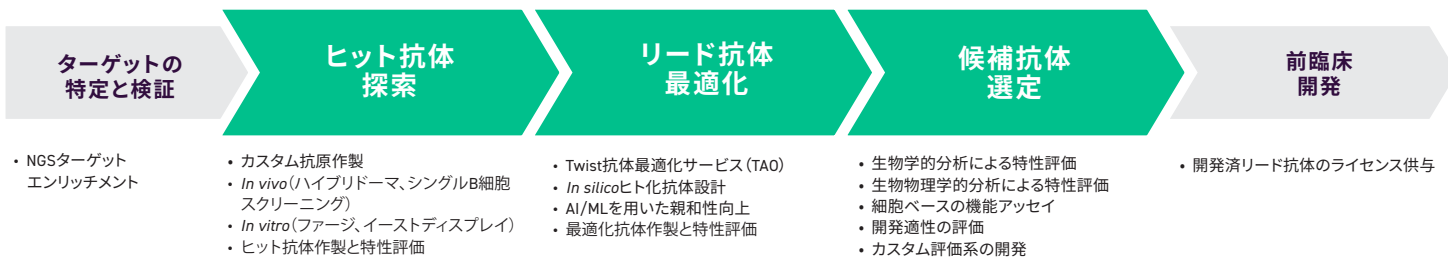 ターゲットの
特定と検証
ヒット抗体
探索
リード抗体
最適化
候補抗体
選定
前臨床
開発
• NGSターゲット
エンリッチメント
• カスタム抗原作製
• In vivo（ハイブリドーマ、シングルB細胞
スクリーニング）
• In vitro（ファージ、イーストディスプレイ）
• ヒット抗体作製と特性評価
• Twist抗体最適化サービス（TAO）
• In silicoヒト化抗体設計
• AI/MLを用いた親和性向上
• 最適化抗体作製と特性評価
• 生物学的分析による特性評価
• 生物物理学的分析による特性評価
• 細胞ベースの機能アッセイ
• 開発適性の評価
• カスタム評価系の開発
• 開発済リード抗体のライセンス供与